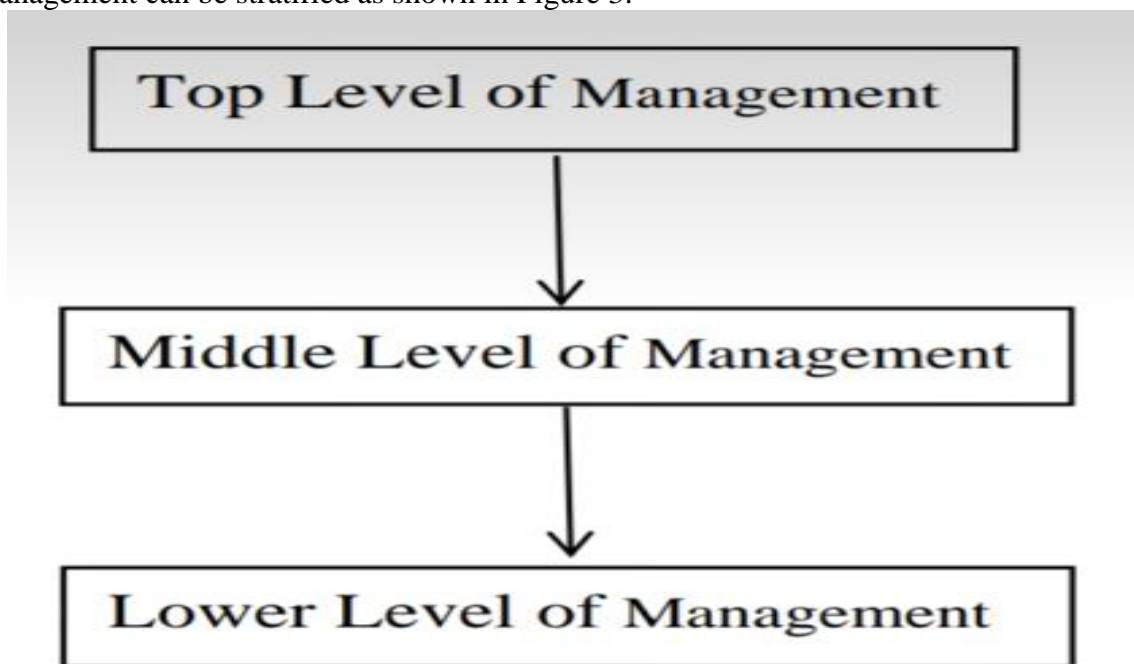 anagement can be stratified as shown in Figure 3.
Top Level of Management
Middle Level of Management
Lower Level of Management